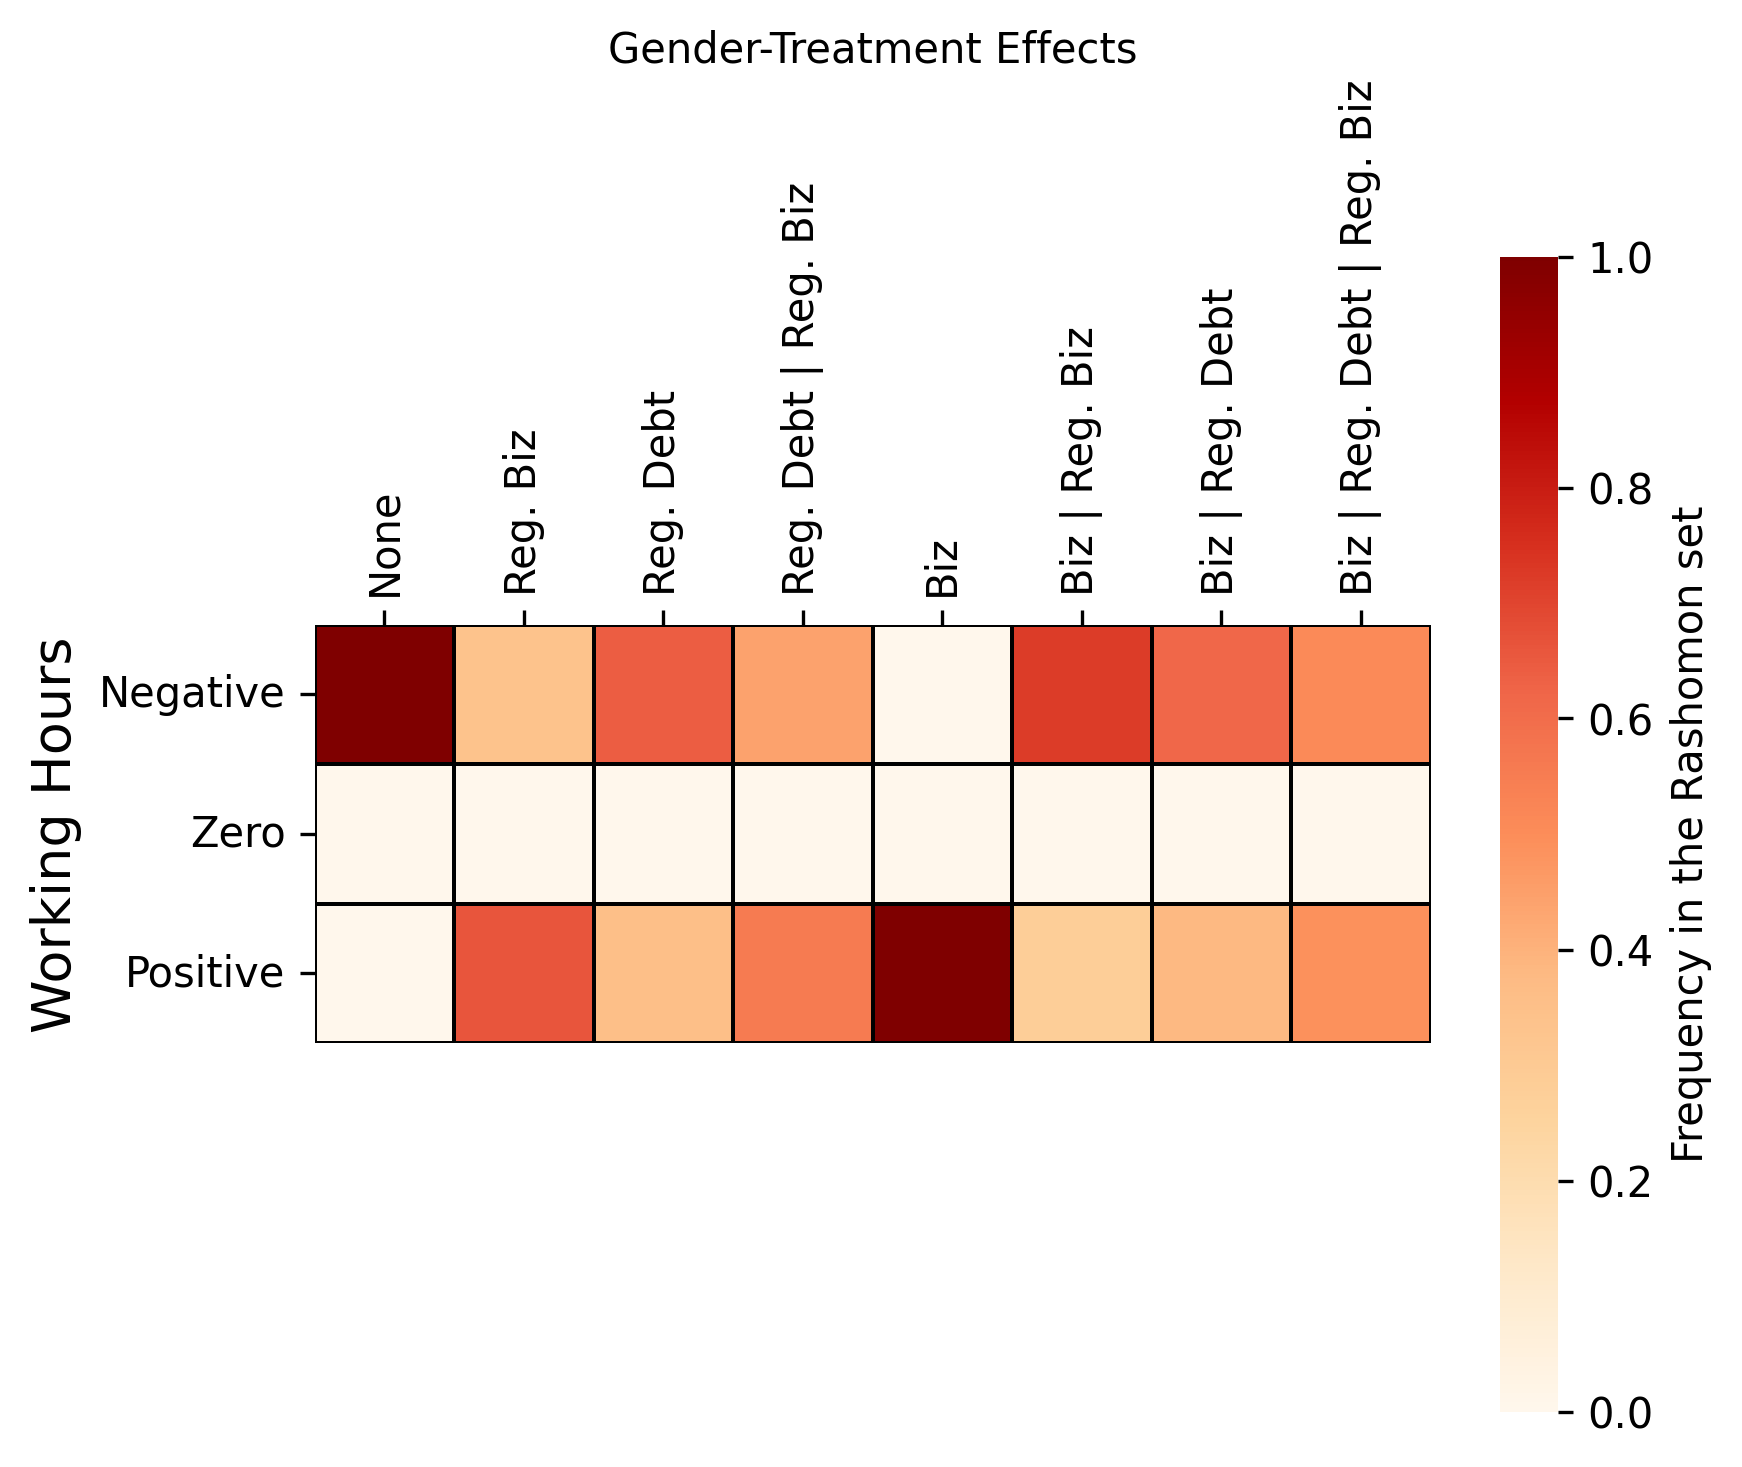 Gender-Treatment Effects
None
Reg. Biz
Reg. Debt
Reg. Debt | Reg. Biz
Biz
Biz | Reg. Biz
Biz | Reg. Debt
Biz | Reg. Debt | Reg. Biz
Working Hours
Negative
Zero
Positive
1.0
0.8
0.6
0.4
0.2
0.0
Frequency in the Rashomon set